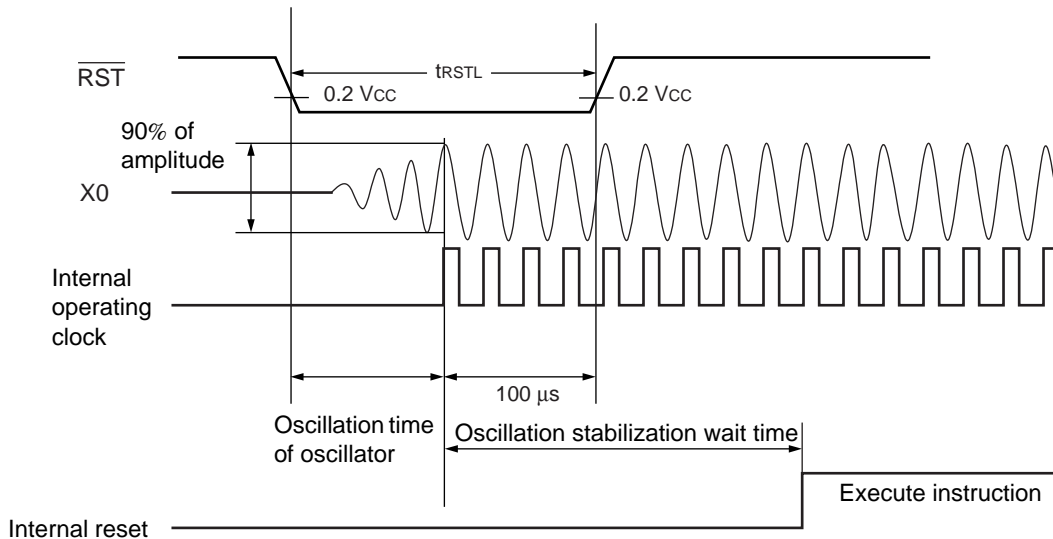 tRSTL
RST
0.2 VCC
0.2 VCC
90% of
amplitude
X0
Internal
operating
clock
100 μs
Oscillation time
of oscillator
Oscillation stabilization wait time
Execute instruction
Internal reset